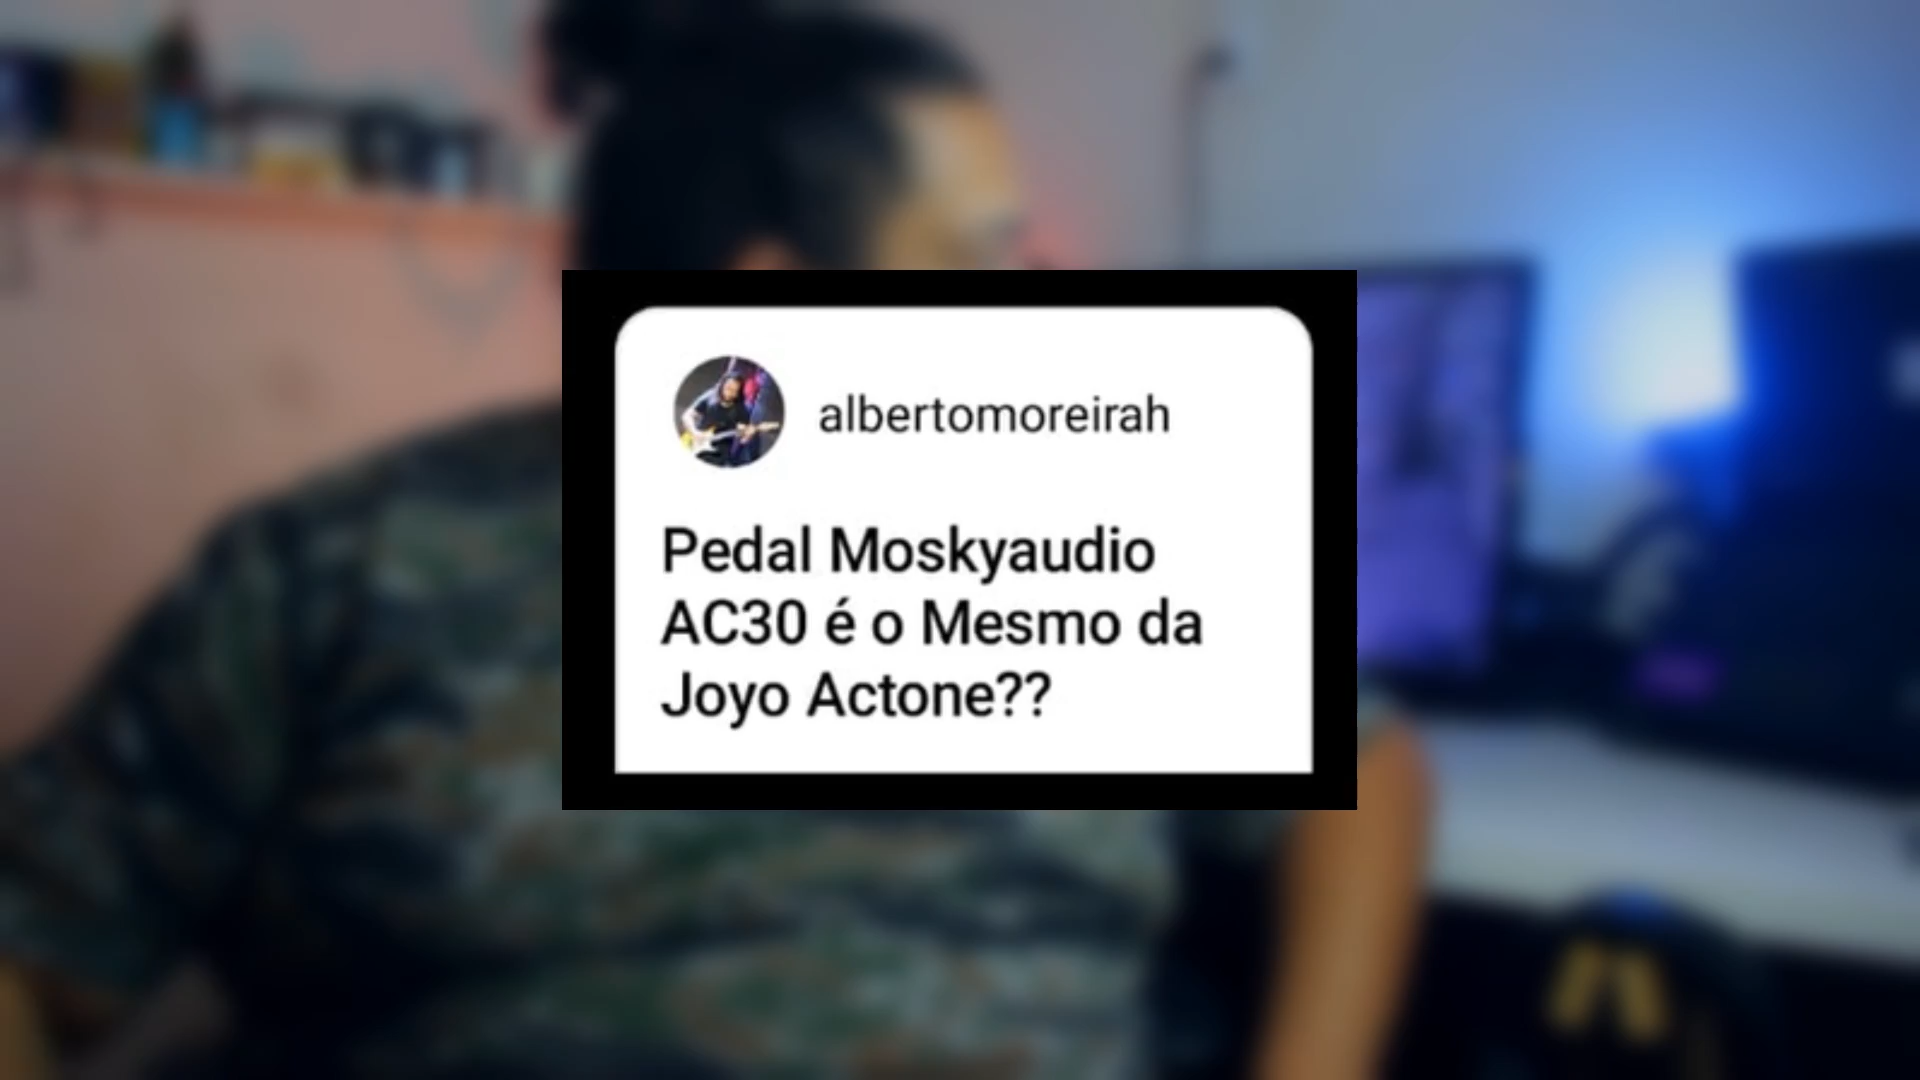 albertomoreirah
Pedal Moskyaudio
AC30 é o Mesmo da
Joyo Actone??